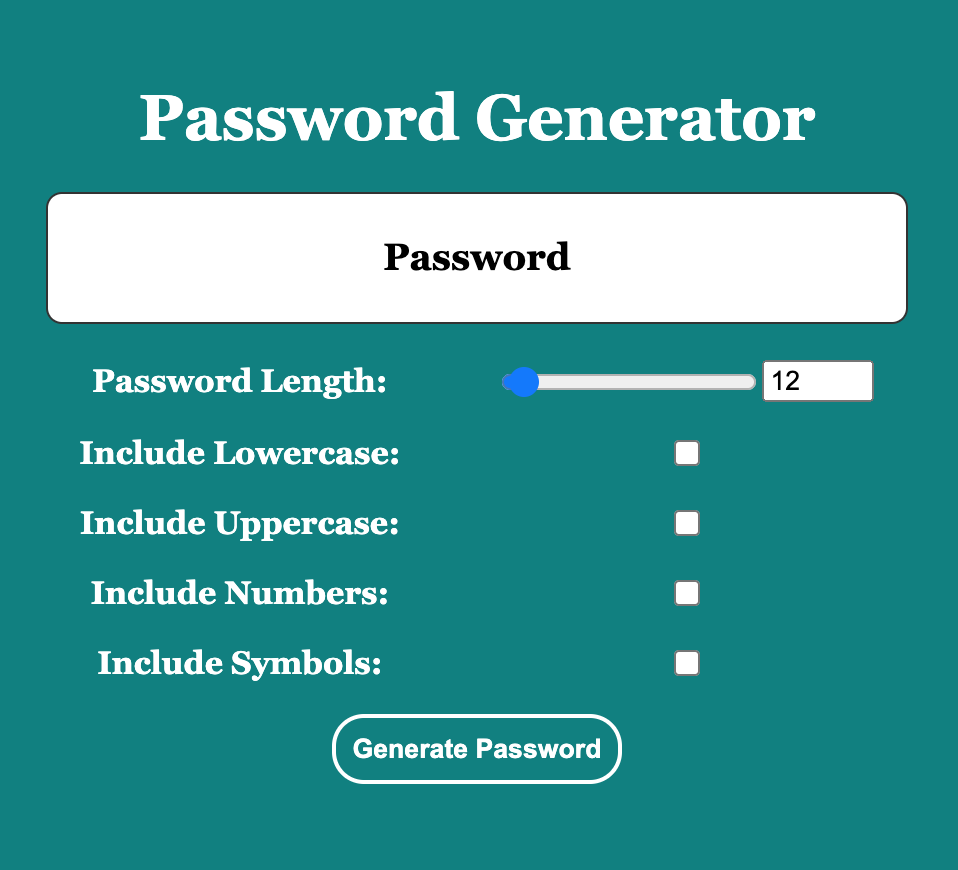 Password Generator
Password
Password Length: 12
Include Lowercase:
Include Uppercase:
Include Numbers:
Include Symbols:
Generate Password